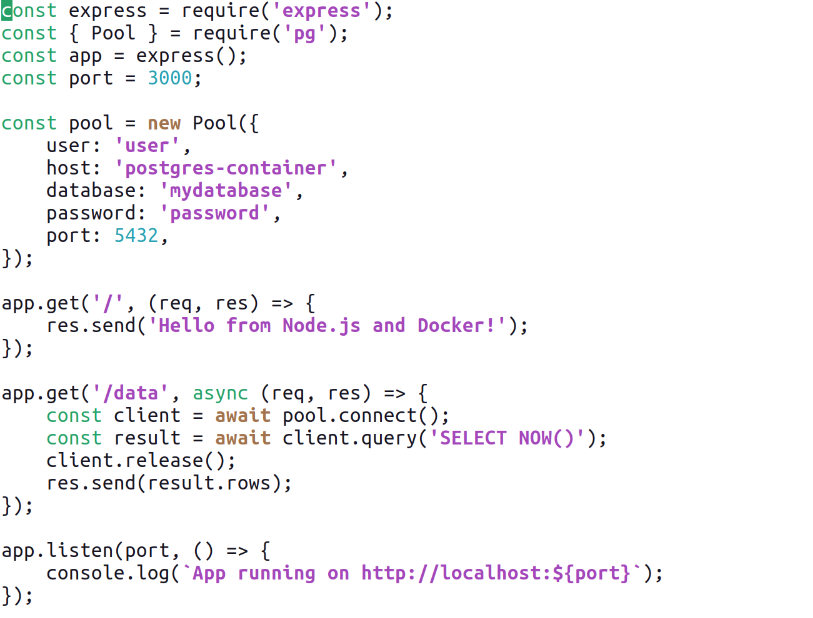 const express = require('express');
const { Pool } = require('pg');
const app = express();
const port = 3000;

const pool = new Pool({
    user: 'user',
    host: 'postgres-container',
    database: 'mydatabase',
    password: 'password',
    port: 5432,
});

app.get('/', (req, res) => {
    res.send('Hello from Node.js and Docker!');
});

app.get('/data', async (req, res) => {
    const client = await pool.connect();
    const result = await client.query('SELECT NOW()');
    client.release();
    res.send(result.rows);
});

app.listen(port, () => {
    console.log(`App running on http://localhost:${port}`);
});